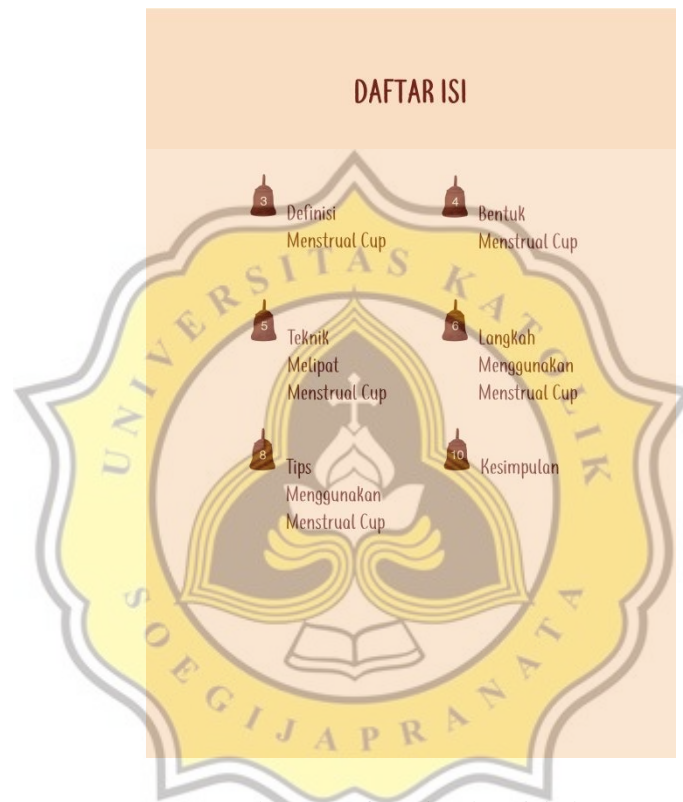 DAFTAR ISI
3
Definisi
Menstrual Cup
4
Bentuk
Menstrual Cup
5
Teknik
Melipat
Menstrual Cup
6
Langkah
Menggunakan
Menstrual Cup
8
Tips
Menggunakan
Menstrual Cup
10
Kesimpulan
UNIVERSITAS KATOLIK
SOEGIJAPRANATA